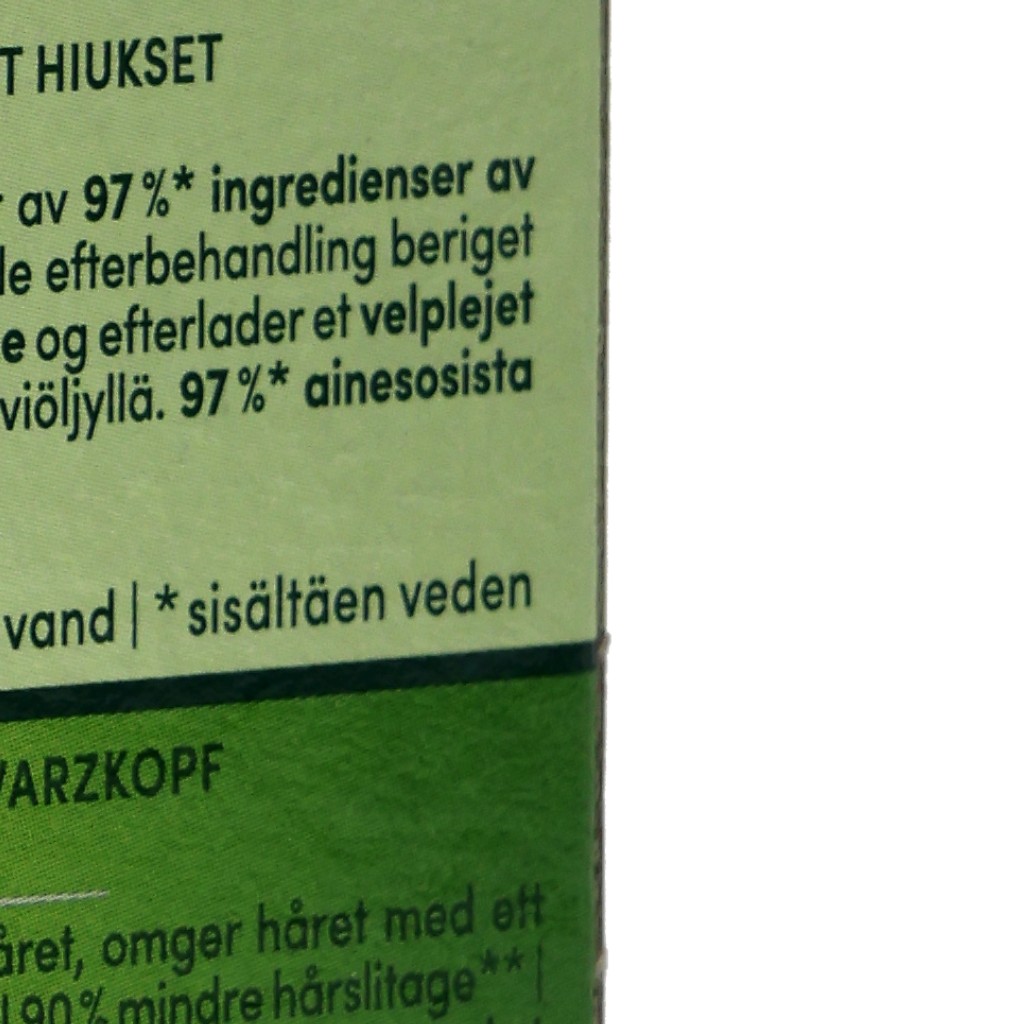 T HIUKSET
av 97 %* ingredienser av
le efterbehandling beriget
e og efterlader et velplejet
viöljyllä. 97 %* ainesosista
vand | * sisältäen veden
VARZKOPF
året, omger håret med ett
90 % mindre hårslitage** |